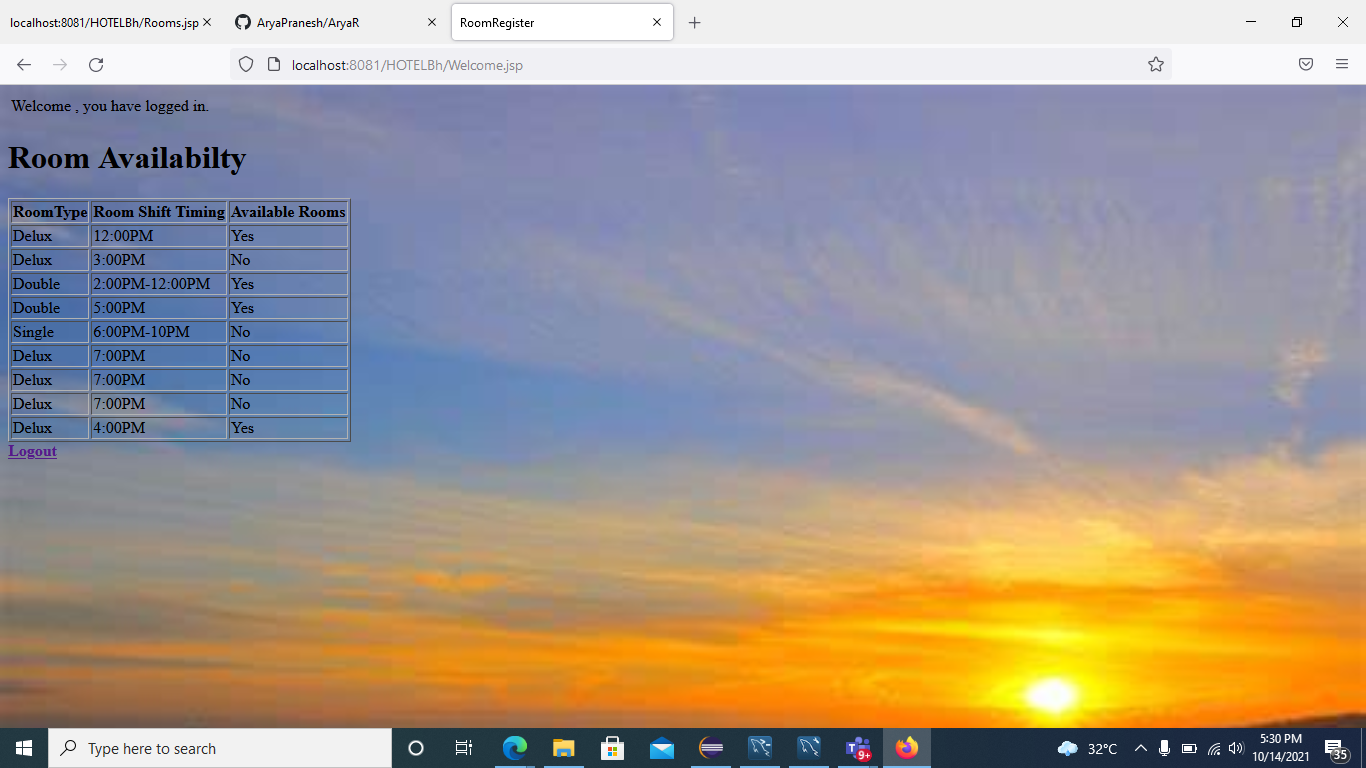 localhost:8081/HOTELBh/Rooms.jsp
AryaPranesh/AryaR
RoomRegister
localhost:8081/HOTELBh/Welcome.jsp
Welcome , you have logged in.
Room Availabilty
RoomType Room Shift Timing Available Rooms
Delux 12:00PM Yes
Delux 3:00PM No
Double 2:00PM-12:00PM Yes
Double 5:00PM Yes
Single 6:00PM-10PM No
Delux 7:00PM No
Delux 7:00PM No
Delux 7:00PM No
Delux 4:00PM Yes
Logout
Type here to search
9+
32°C
5:30 PM
10/14/2021
35